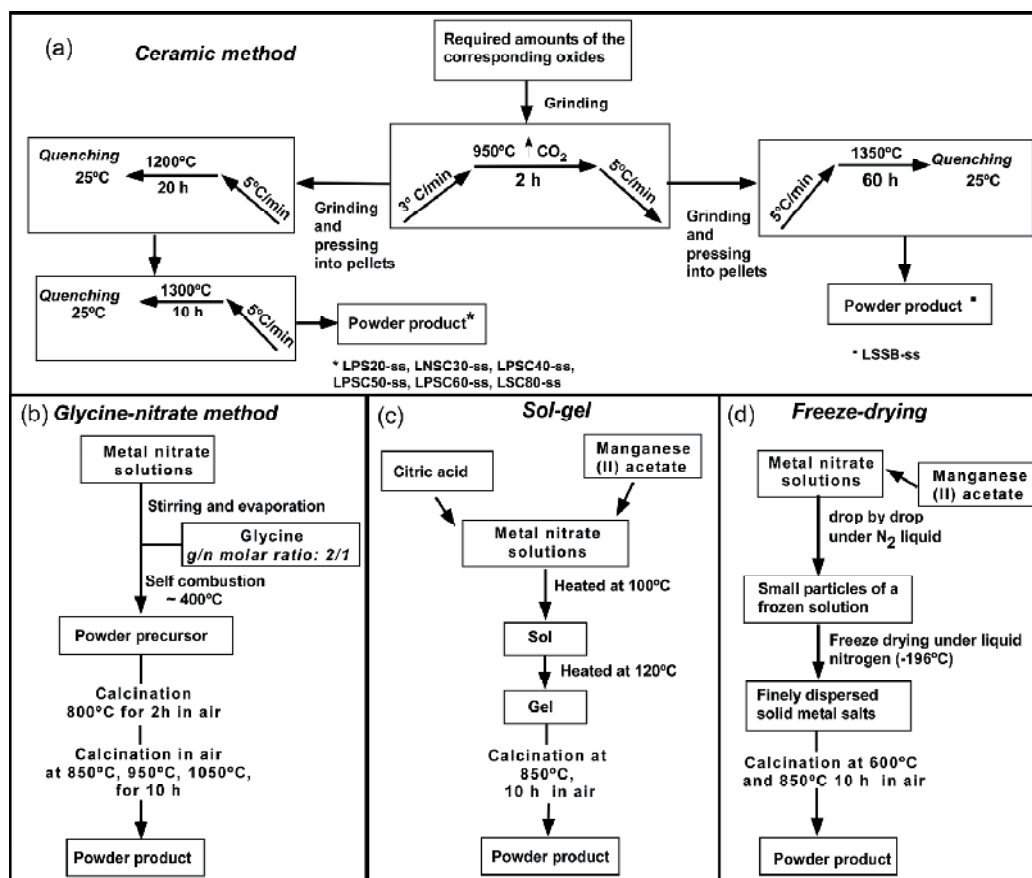 (a)
Ceramic method
Required amounts of the
corresponding oxides
Grinding
950ºC ↑ CO2
2 h
3º C/min
5ºC/min
Quenching
25ºC
1200ºC
20 h
5ºC/min
Grinding
and
pressing
into pellets
Grinding
and
pressing
into pellets
5ºC/min
1350ºC
60 h
Quenching
25ºC
Quenching
25ºC
1300ºC
10 h
5ºC/min
Powder product*
* LPS20-ss, LNSC30-ss, LPSC40-ss,
LPSC50-ss, LPSC60-ss, LSC80-ss
Powder product ▪
▪ LSSB-ss
(b) Glycine-nitrate method
Metal nitrate
solutions
Stirring and evaporation
Glycine
g/n molar ratio: 2/1
Self combustion
~ 400ºC
Powder precursor
Calcination
800ºC for 2h in air
Calcination in air
at 850ºC, 950ºC, 1050ºC,
for 10 h
Powder product
(c)
Sol-gel
Citric acid
Manganese
(II) acetate
Metal nitrate
solutions
Heated at 100ºC
Sol
Heated at 120ºC
Gel
Calcination at
850ºC,
10 h in air
Powder product
(d)
Freeze-drying
Metal nitrate
solutions
Manganese
(II) acetate
drop by drop
under N2 liquid
Small particles of a
frozen solution
Freeze drying under liquid
nitrogen (-196ºC)
Finely dispersed
solid metal salts
Calcination at 600ºC
and 850ºC 10 h in air
Powder product